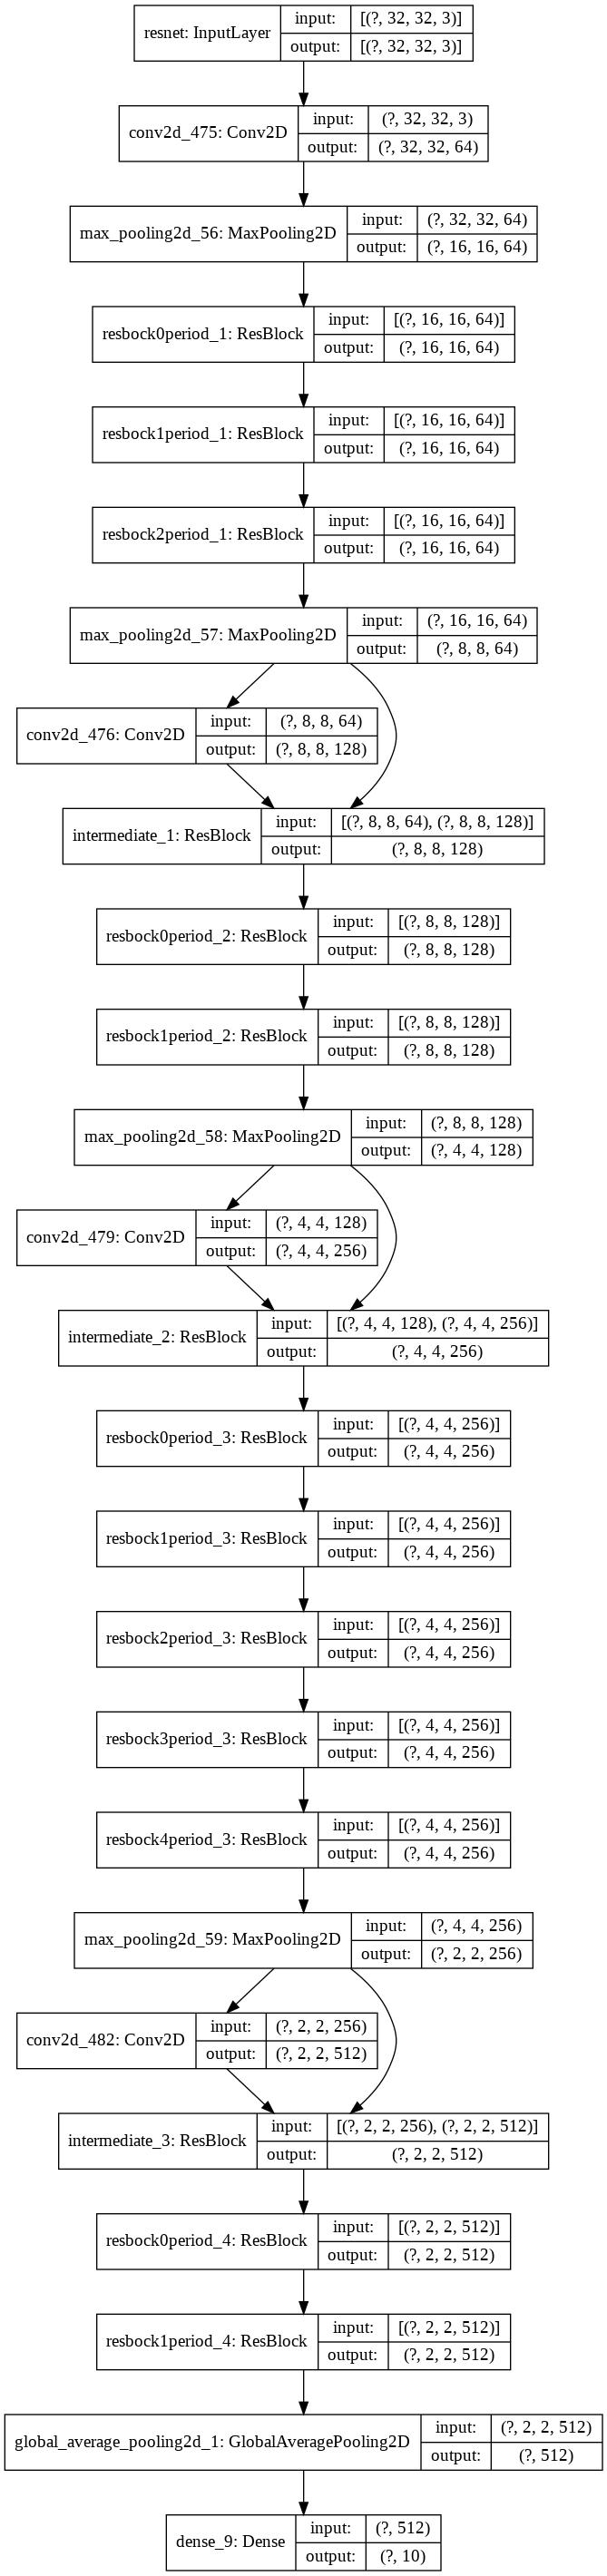 resnet: InputLayer
input: [(?, 32, 32, 3)]
output: [(?, 32, 32, 3)]
conv2d_475: Conv2D
input: (?, 32, 32, 3)
output: (?, 32, 32, 64)
max_pooling2d_56: MaxPooling2D
input: (?, 32, 32, 64)
output: (?, 16, 16, 64)
resbock0period_1: ResBlock
input: [(?, 16, 16, 64)]
output: (?, 16, 16, 64)
resbock1period_1: ResBlock
input: [(?, 16, 16, 64)]
output: (?, 16, 16, 64)
resbock2period_1: ResBlock
input: [(?, 16, 16, 64)]
output: (?, 16, 16, 64)
max_pooling2d_57: MaxPooling2D
input: (?, 16, 16, 64)
output: (?, 8, 8, 64)
conv2d_476: Conv2D
input: (?, 8, 8, 64)
output: (?, 8, 8, 128)
intermediate_1: ResBlock
input: [(?, 8, 8, 64), (?, 8, 8, 128)]
output: (?, 8, 8, 128)
resbock0period_2: ResBlock
input: [(?, 8, 8, 128)]
output: (?, 8, 8, 128)
resbock1period_2: ResBlock
input: [(?, 8, 8, 128)]
output: (?, 8, 8, 128)
max_pooling2d_58: MaxPooling2D
input: (?, 8, 8, 128)
output: (?, 4, 4, 128)
conv2d_479: Conv2D
input: (?, 4, 4, 128)
output: (?, 4, 4, 256)
intermediate_2: ResBlock
input: [(?, 4, 4, 128), (?, 4, 4, 256)]
output: (?, 4, 4, 256)
resbock0period_3: ResBlock
input: [(?, 4, 4, 256)]
output: (?, 4, 4, 256)
resbock1period_3: ResBlock
input: [(?, 4, 4, 256)]
output: (?, 4, 4, 256)
resbock2period_3: ResBlock
input: [(?, 4, 4, 256)]
output: (?, 4, 4, 256)
resbock3period_3: ResBlock
input: [(?, 4, 4, 256)]
output: (?, 4, 4, 256)
resbock4period_3: ResBlock
input: [(?, 4, 4, 256)]
output: (?, 4, 4, 256)
max_pooling2d_59: MaxPooling2D
input: (?, 4, 4, 256)
output: (?, 2, 2, 256)
conv2d_482: Conv2D
input: (?, 2, 2, 256)
output: (?, 2, 2, 512)
intermediate_3: ResBlock
input: [(?, 2, 2, 256), (?, 2, 2, 512)]
output: (?, 2, 2, 512)
resbock0period_4: ResBlock
input: [(?, 2, 2, 512)]
output: (?, 2, 2, 512)
resbock1period_4: ResBlock
input: [(?, 2, 2, 512)]
output: (?, 2, 2, 512)
global_average_pooling2d_1: GlobalAveragePooling2D
input: (?, 2, 2, 512)
output: (?, 512)
dense_9: Dense
input: (?, 512)
output: (?, 10)